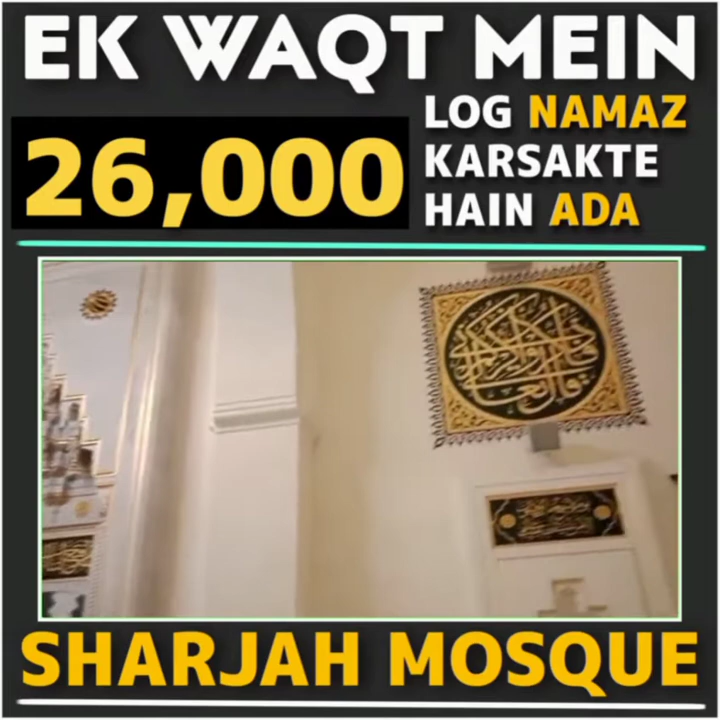 EK WAQT MEIN
26,000
LOG NAMAZ
KARSAKTE
HAIN ADA
SHARJAH MOSQUE